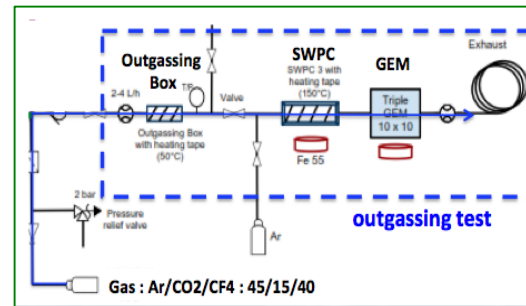 Outgassing
Box
SWPC
SWPC 3 with
heating tape
(150°C)
GEM
Exhaust
2-4 L/h
Valve
Triple
GEM
10 x 10
Outgassing Box
with heating tape
(50°C)
Fe 55
2 bar
Pressure
relief valve
Ar
outgassing test
Gas : Ar/CO2/CF4 : 45/15/40